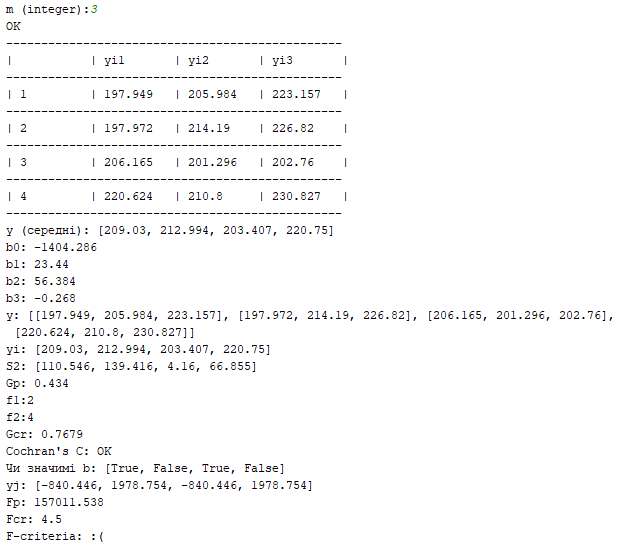 m (integer):3
OK
-------------------------------------------------
|           | yi1      | yi2       | yi3       |
-------------------------------------------------
| 1         | 197.949  | 205.984   | 223.157   |
-------------------------------------------------
| 2         | 197.972  | 214.19    | 226.82    |
-------------------------------------------------
| 3         | 206.165  | 201.296   | 202.76    |
-------------------------------------------------
| 4         | 220.624  | 210.8     | 230.827   |
-------------------------------------------------
y (середні): [209.03, 212.994, 203.407, 220.75]
b0: -1404.286
b1: 23.44
b2: 56.384
b3: -0.268
y: [[197.949, 205.984, 223.157], [197.972, 214.19, 226.82], [206.165, 201.296, 202.76],
[220.624, 210.8, 230.827]]
yi: [209.03, 212.994, 203.407, 220.75]
S2: [110.546, 139.416, 4.16, 66.855]
Gp: 0.434
f1:2
f2:4
Gcr: 0.7679
Cochran's C: OK
Чи значимі b: [True, False, True, False]
yj: [-840.446, 1978.754, -840.446, 1978.754]
Fp: 157011.538
Fcr: 4.5
F-criteria: :(